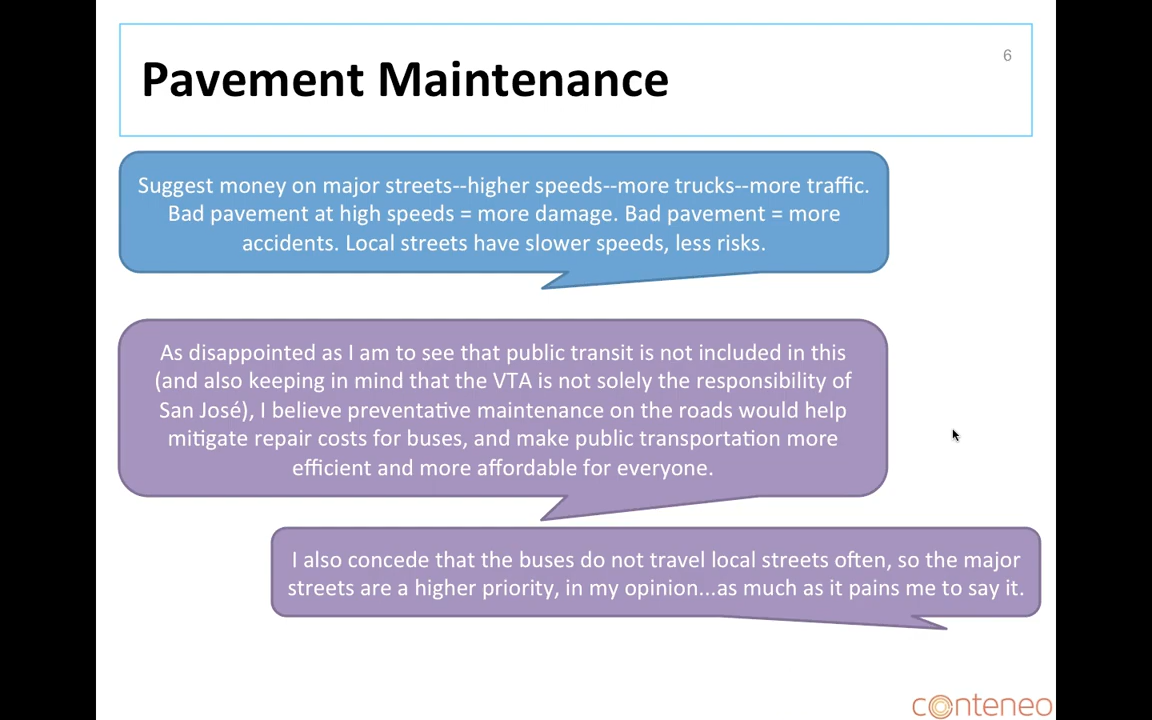 6
Pavement Maintenance
Suggest money on major streets--higher speeds--more trucks--more traffic.
Bad pavement at high speeds = more damage. Bad pavement = more
accidents. Local streets have slower speeds, less risks.
As disappointed as I am to see that public transit is not included in this
(and also keeping in mind that the VTA is not solely the responsibility of
San José), I believe preventative maintenance on the roads would help
mitigate repair costs for buses, and make public transportation more
efficient and more affordable for everyone.
I also concede that the buses do not travel local streets often, so the major
streets are a higher priority, in my opinion...as much as it pains me to say it.
conteneo